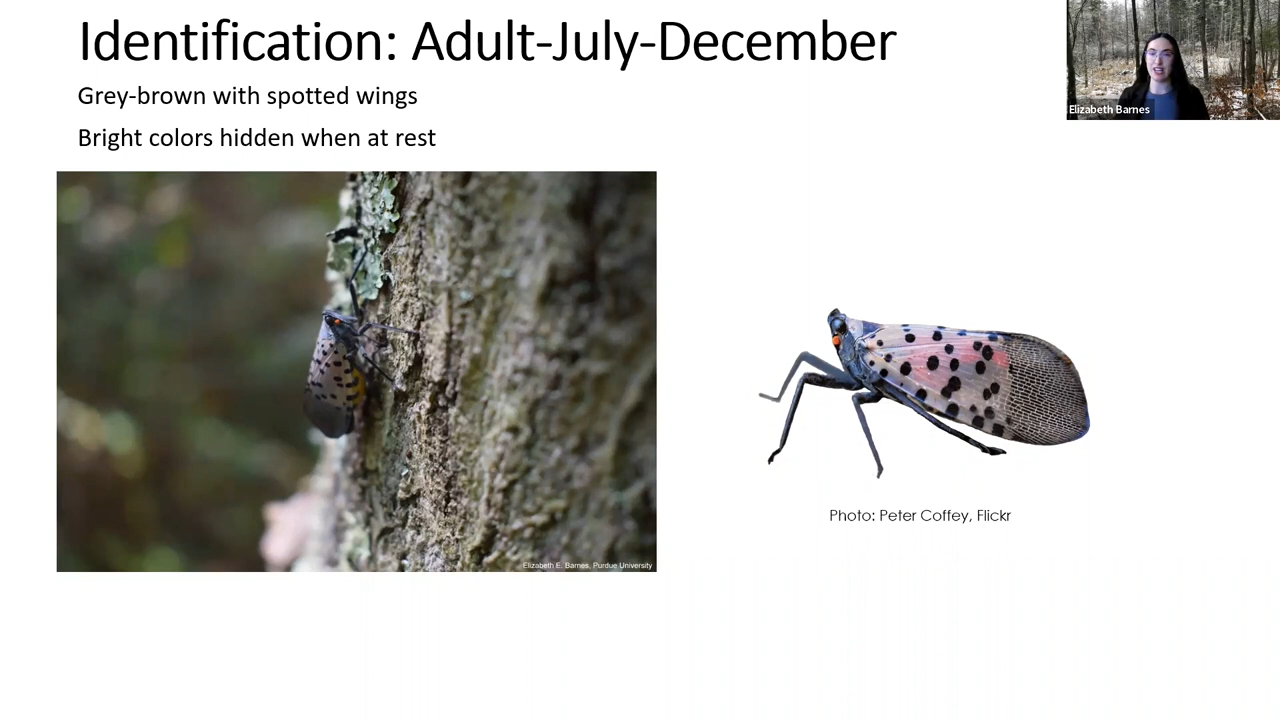 Identification: Adult-July-December
Grey-brown with spotted wings
Bright colors hidden when at rest
Elizabeth Barnes
Photo: Peter Coffey, Flickr
Elizabeth E. Barnes, Purdue University